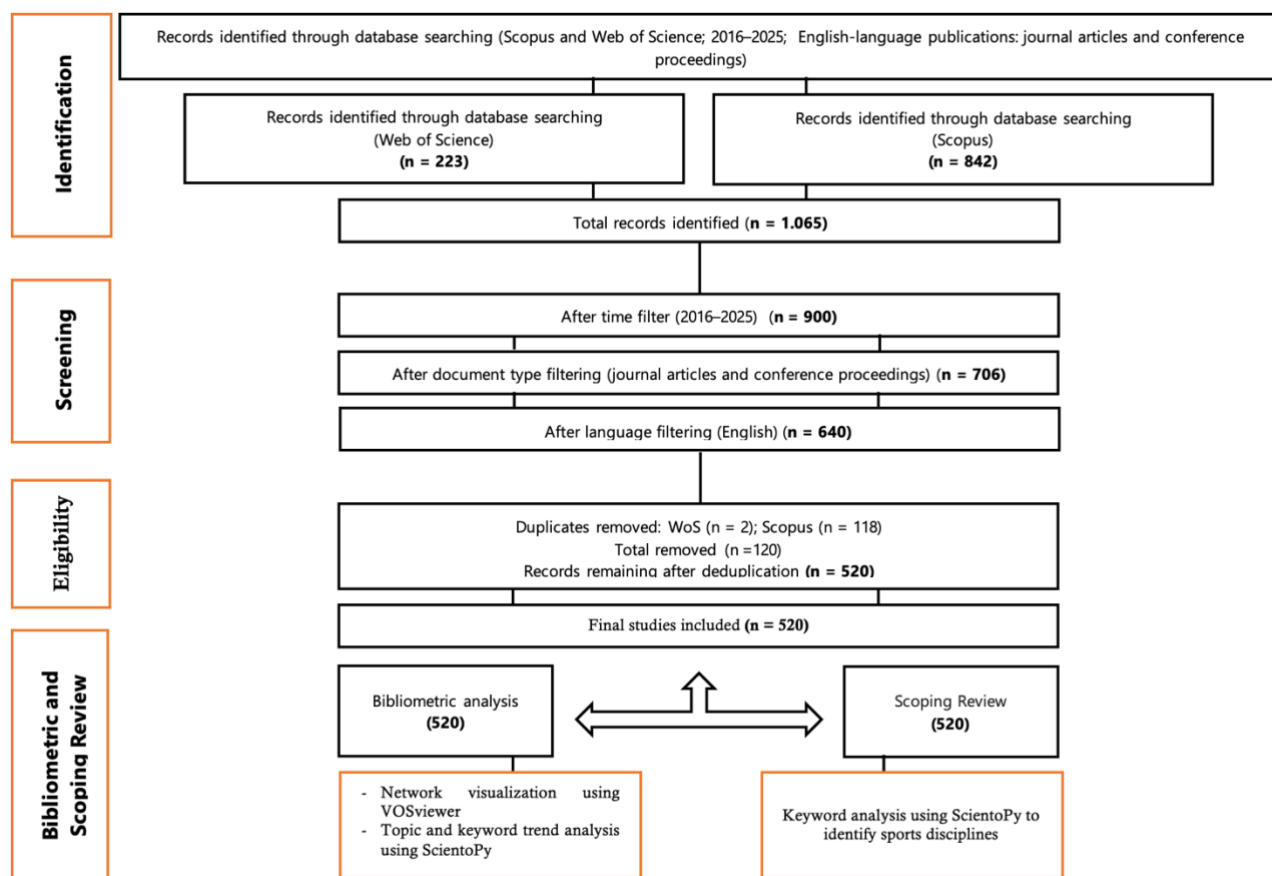 Identification
Records identified through database searching (Scopus and Web of Science; 2016–2025; English-language publications: journal articles and conference
proceedings)
Records identified through database searching
(Web of Science)
(n = 223)
Records identified through database searching
(Scopus)
(n = 842)
Total records identified (n = 1.065)
Screening
After time filter (2016–2025) (n = 900)
After document type filtering (journal articles and conference proceedings) (n = 706)
After language filtering (English) (n = 640)
Eligibility
Duplicates removed: WoS (n = 2); Scopus (n = 118)
Total removed (n =120)
Records remaining after deduplication (n = 520)
Final studies included (n = 520)
Bibliometric and
Scoping Review
Bibliometric analysis
(520)
Scoping Review
(520)
- Network visualization using
VOSviewer
- Topic and keyword trend analysis
using ScientoPy
Keyword analysis using ScientoPy to
identify sports disciplines